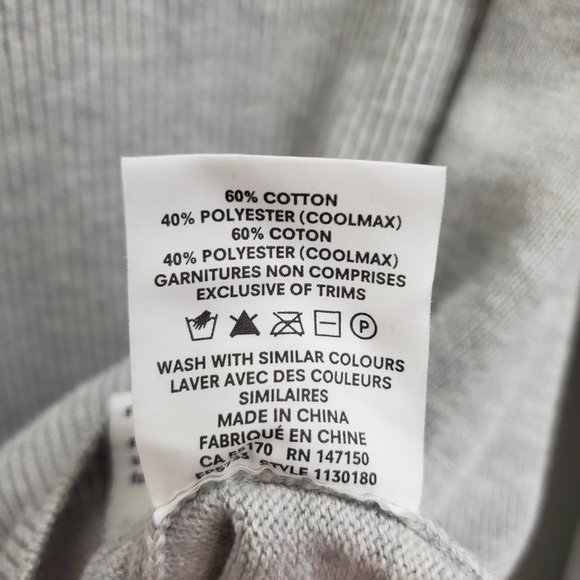 60% COTTON
40% POLYESTER (COOLMAX)
60% COTON
40% POLYESTER (COOLMAX)
GARNITURES NON COMPRISES
EXCLUSIVE OF TRIMS
P
WASH WITH SIMILAR COLOURS
LAVER AVEC DES COULEURS
SIMILAIRES
MADE IN CHINA
FABRIQUÉ EN CHINE
CA RN 147150
STYLE 1130180